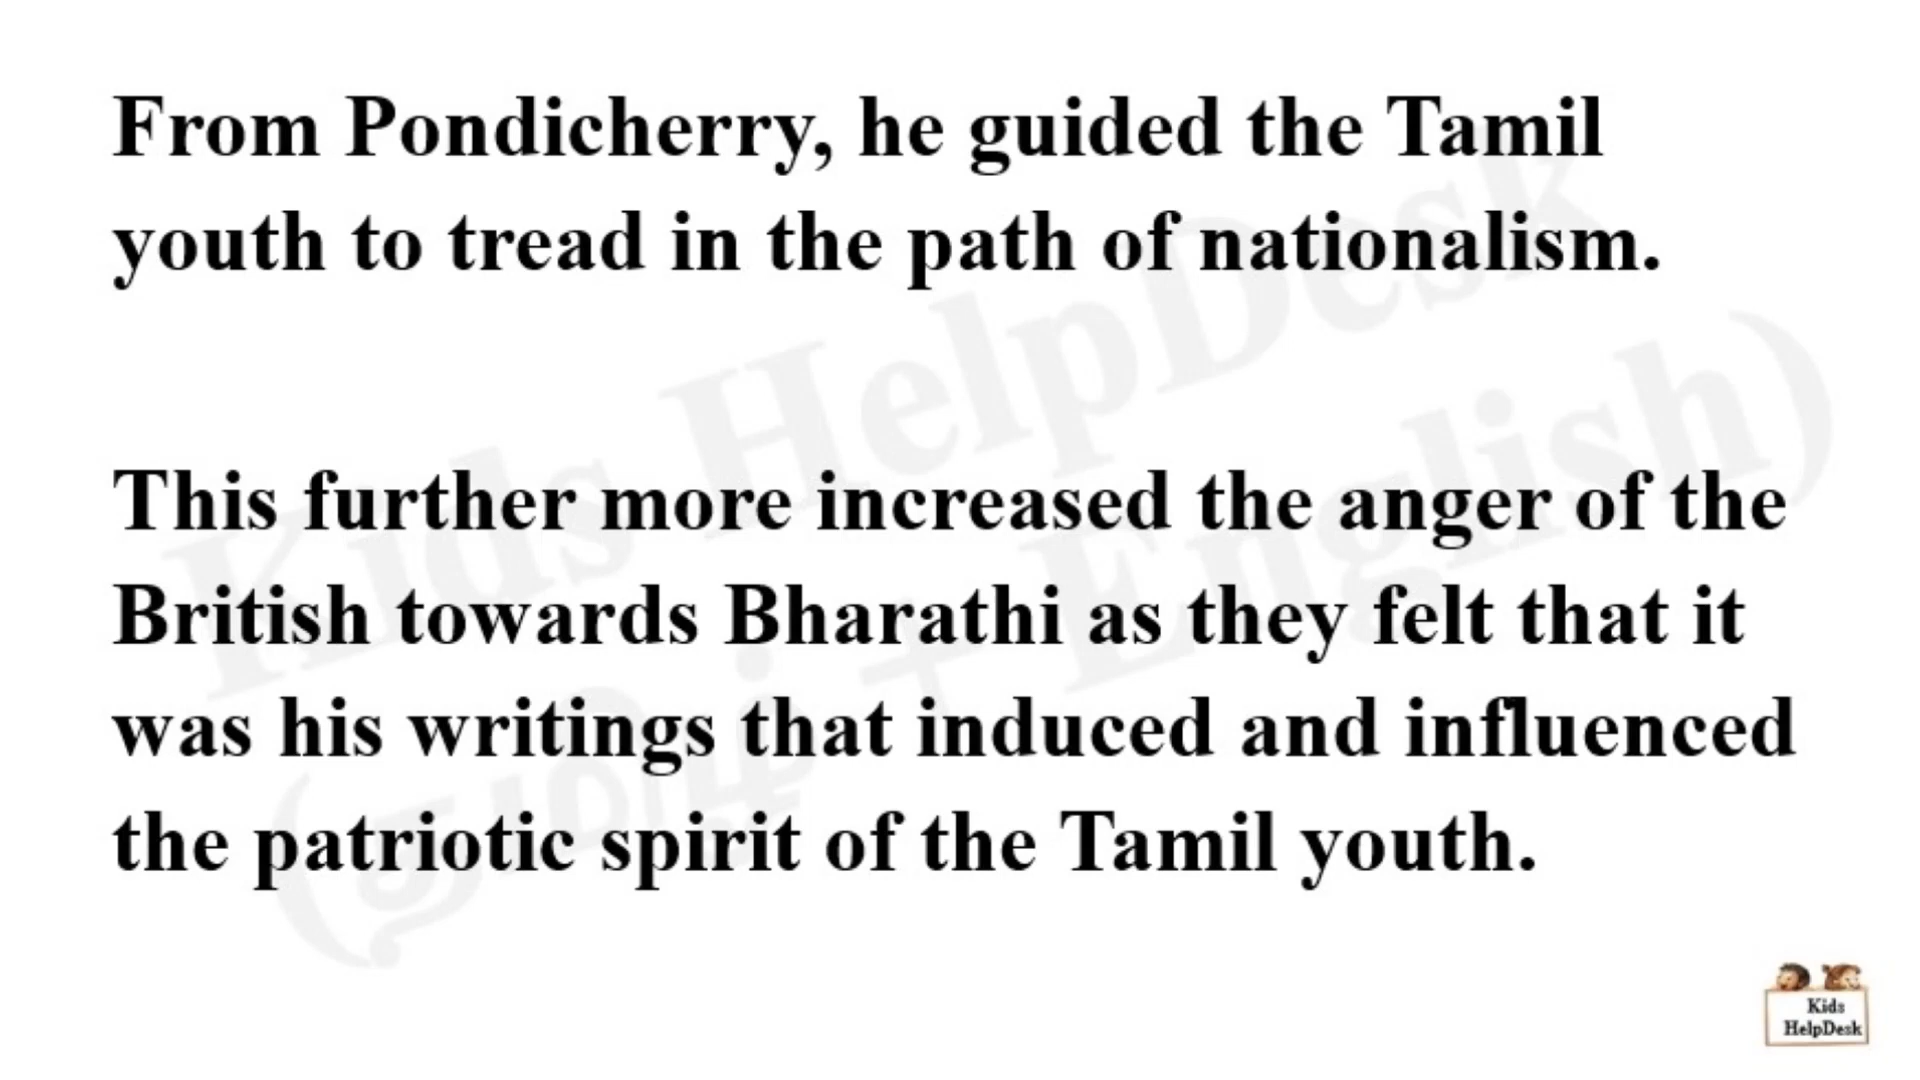 From Pondicherry, he guided the Tamil
youth to tread in the path of nationalism.
This further more increased the anger of the
British towards Bharathi as they felt that it
was his writings that induced and influenced
the patriotic spirit of the Tamil youth.
Kids HelpDesk
(தமிழ் + English)
Kids
HelpDesk